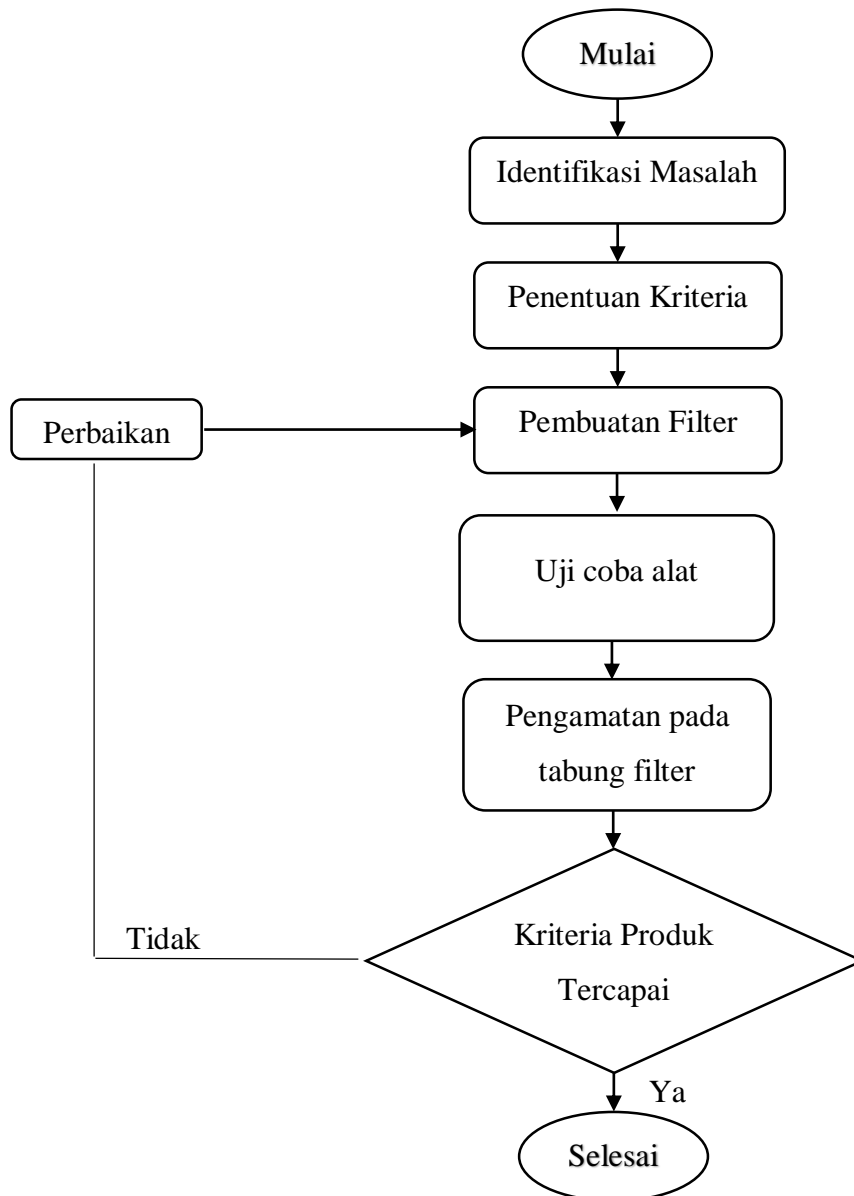 Mulai
Identifikasi Masalah
Penentuan Kriteria
Perbaikan
Pembuatan Filter
Uji coba alat
Pengamatan pada
tabung filter
Tidak
Kriteria Produk
Tercapai
Ya
Selesai